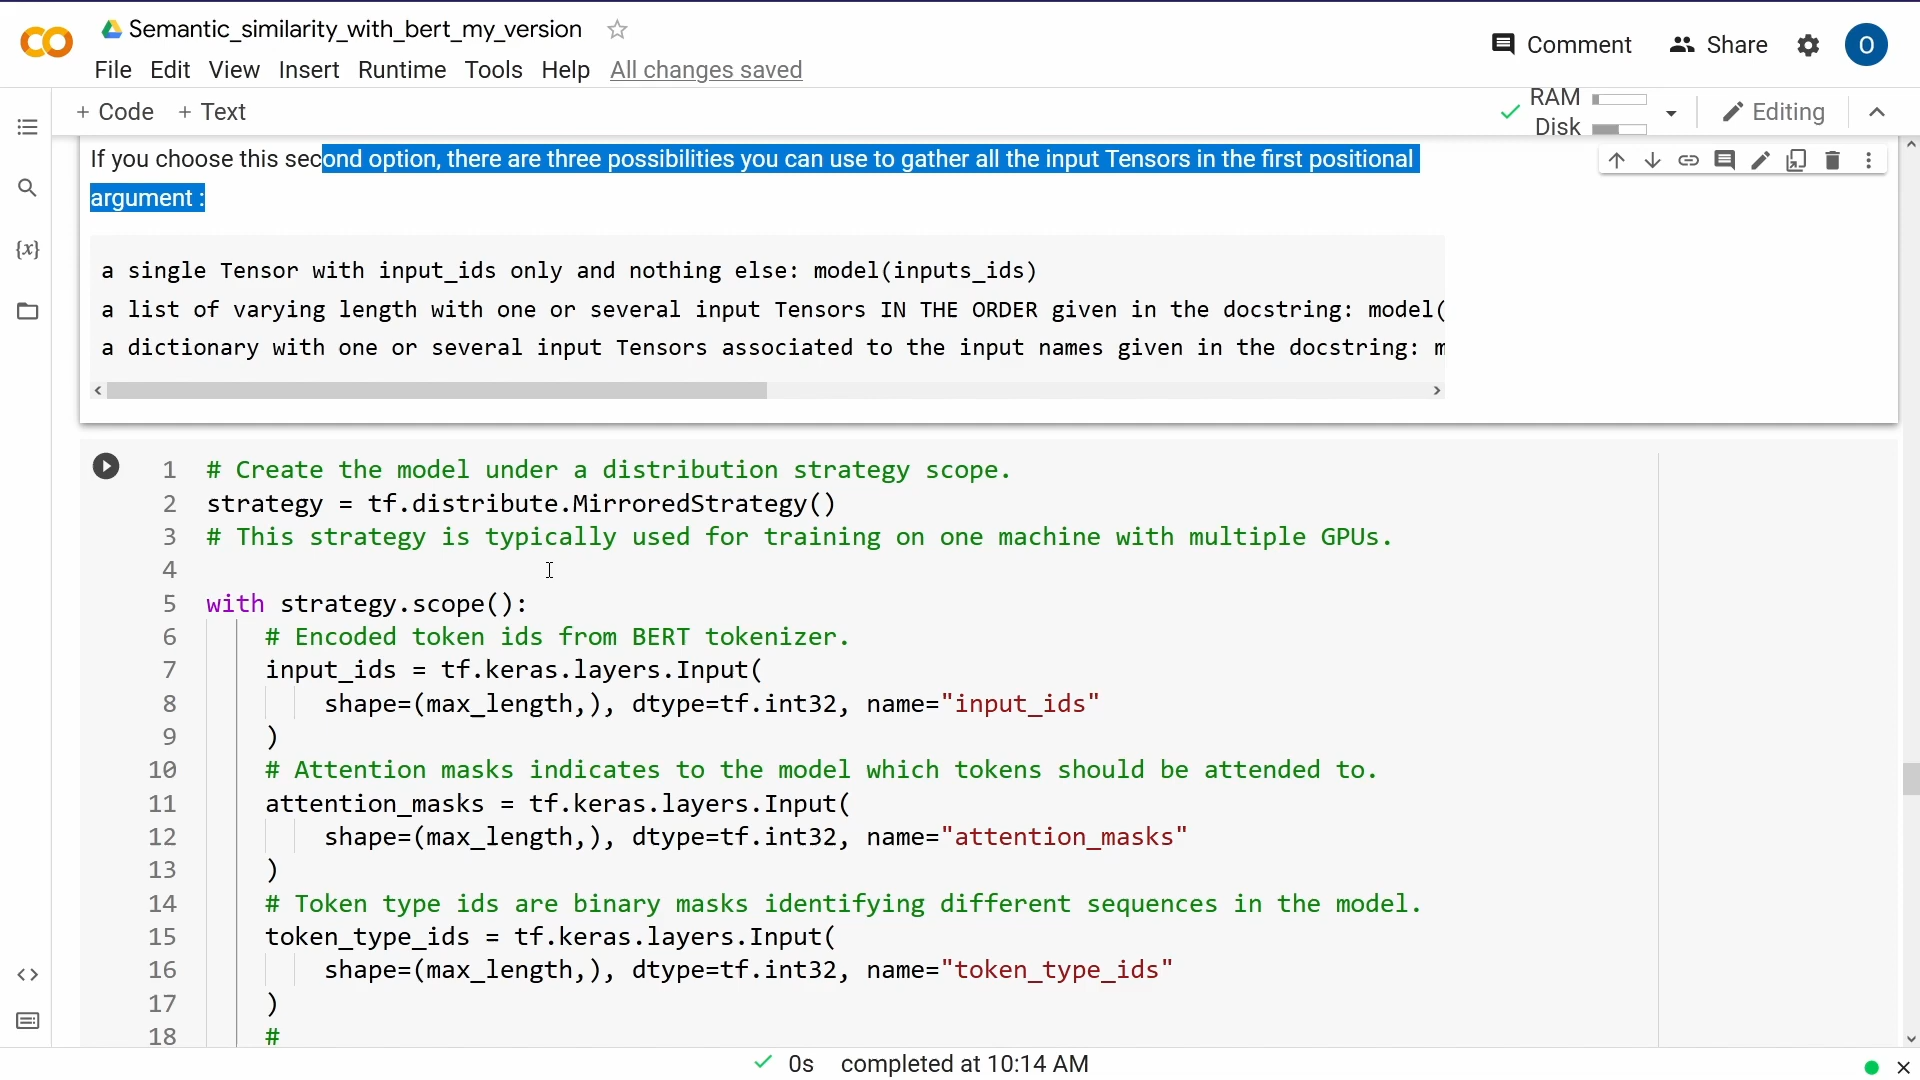 Semantic_similarity_with_bert_my_version
Comment
Share
O
File Edit View Insert Runtime Tools Help All changes saved
+ Code + Text
RAM
Disk
Editing
If you choose this second option, there are three possibilities you can use to gather all the input Tensors in the first positional
argument :
{x}
a single Tensor with input_ids only and nothing else: model(inputs_ids)
a list of varying length with one or several input Tensors IN THE ORDER given in the docstring: model(
a dictionary with one or several input Tensors associated to the input names given in the docstring: m
1 # Create the model under a distribution strategy scope.
2 strategy = tf.distribute.MirroredStrategy()
3 # This strategy is typically used for training on one machine with multiple GPUs.
4
5 with strategy.scope():
6 # Encoded token ids from BERT tokenizer.
7 input_ids = tf.keras.layers.Input(
8 shape=(max_length,), dtype=tf.int32, name="input_ids"
9 )
10 # Attention masks indicates to the model which tokens should be attended to.
11 attention_masks = tf.keras.layers.Input(
12 shape=(max_length,), dtype=tf.int32, name="attention_masks"
13 )
14 # Token type ids are binary masks identifying different sequences in the model.
15 token_type_ids = tf.keras.layers.Input(
16 shape=(max_length,), dtype=tf.int32, name="token_type_ids"
17 )
18 #
0s completed at 10:14 AM